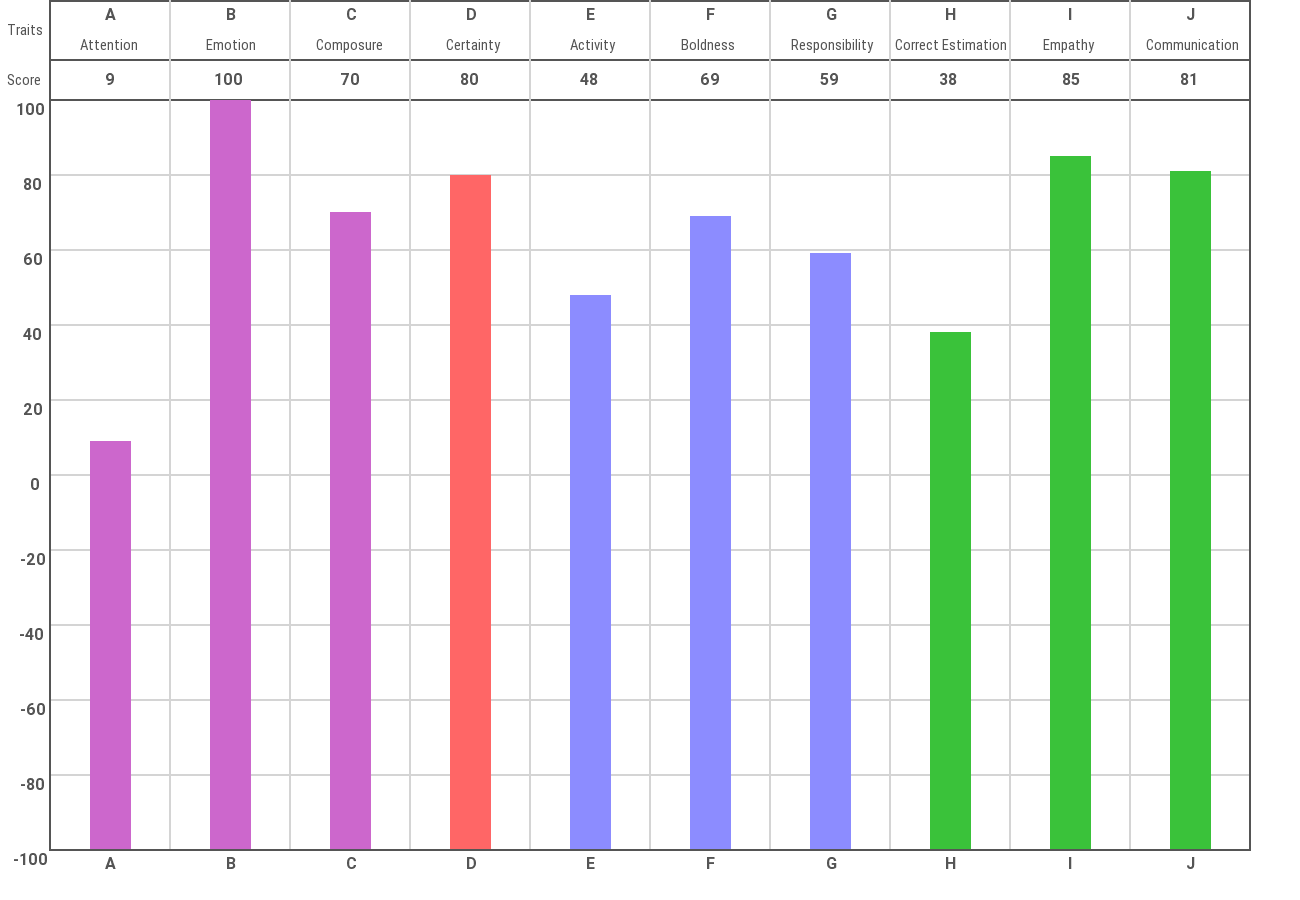 A B C D E F G H I J
Traits
Attention Emotion Composure Certainty Activity Boldness Responsibility Correct Estimation Empathy Communication
Score 9 100 70 80 48 69 59 38 85 81
100
80
60
40
20
0
-20
-40
-60
-80
-100
A B C D E F G H I J